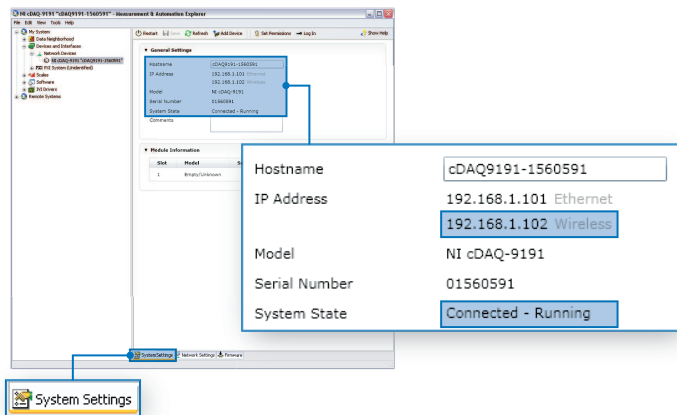 NI cDAQ-9191 "cDAQ9191-1560591" - Measurement & Automation Explorer
File Edit View Tools Help
My System
Data Neighborhood
Devices and Interfaces
Network Devices
NI cDAQ-9191 "cDAQ9191-1560591"
PXI System (Unidentified)
Scales
Software
IVI Drivers
Remote Systems
Restart Save Refresh Add Device Set Permissions Log In Show Help
General Settings
Hostname cDAQ9191-1560591
IP Address 192.168.1.101 Ethernet
192.168.1.102 Wireless
Model NI cDAQ-9191
Serial Number 01560591
System State Connected - Running
Comments
Module Information
Slot Model
1 Empty/Unknown
Hostname cDAQ9191-1560591
IP Address 192.168.1.101 Ethernet
192.168.1.102 Wireless
Model NI cDAQ-9191
Serial Number 01560591
System State Connected - Running
System Settings Network Settings Firmware
System Settings